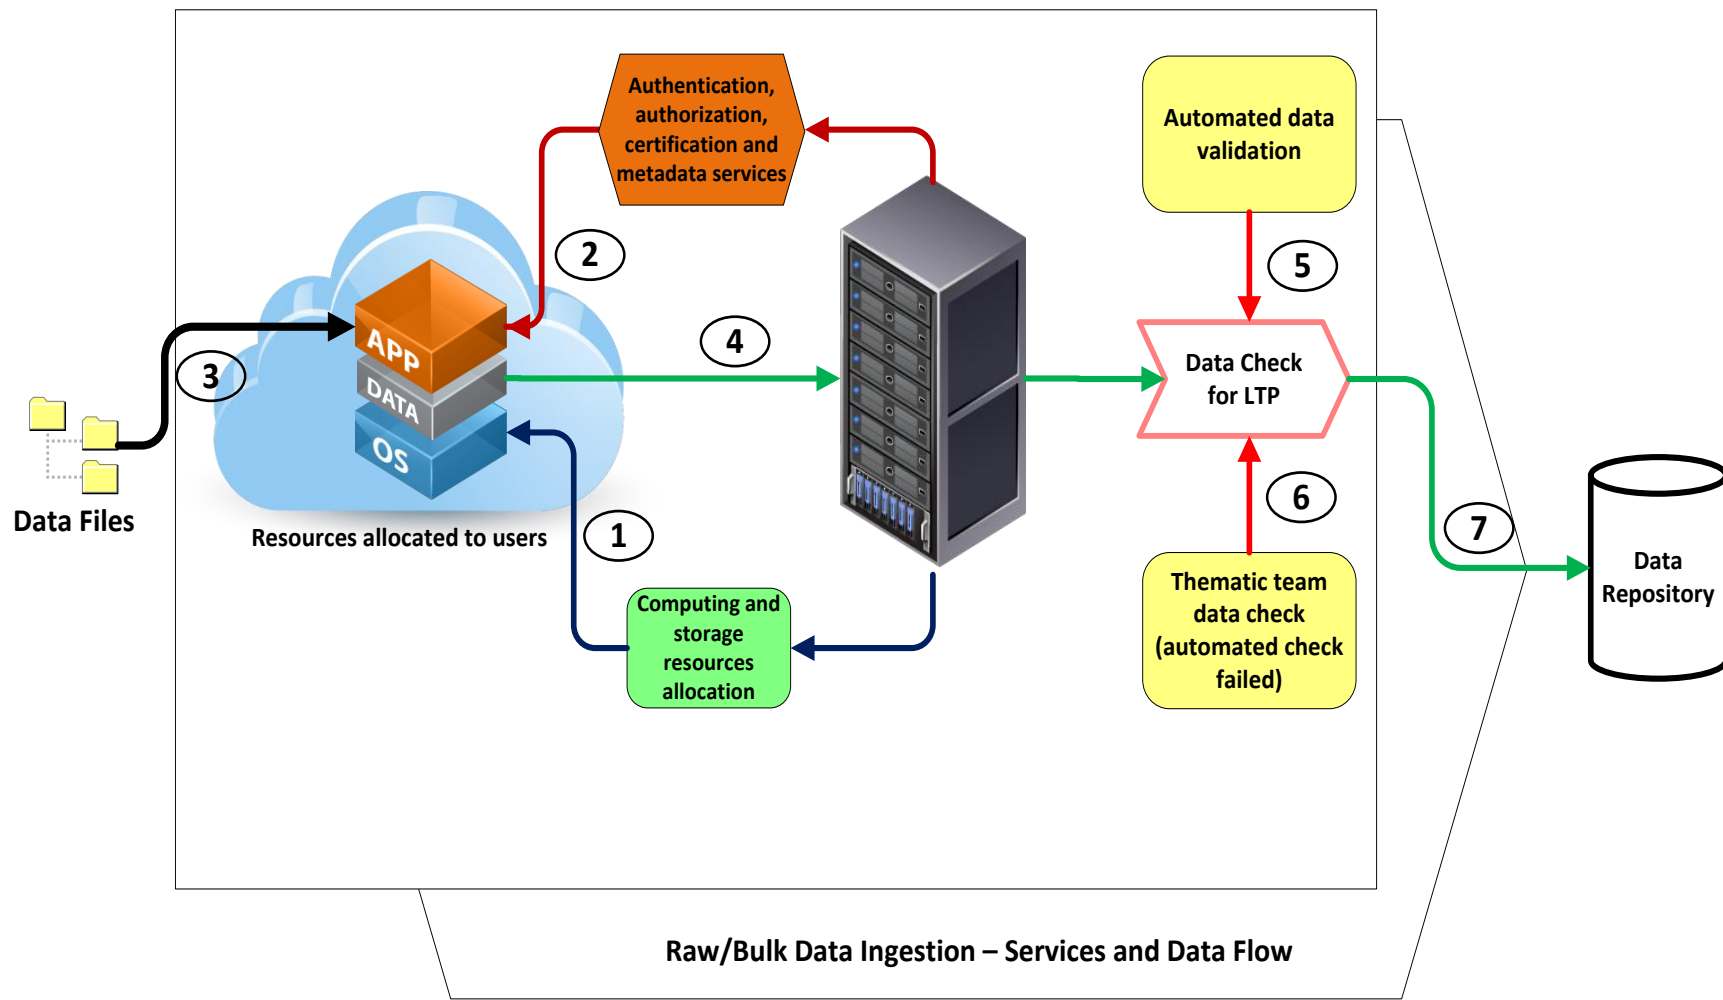 Authentication,
authorization,
certification and
metadata services
Automated data
validation
2
5
APP
DATA
OS
3
4
Data Check
for LTP
Data Files
Resources allocated to users
1
6
7
Computing and
storage
resources
allocation
Thematic team
data check
(automated check
failed)
Data
Repository
Raw/Bulk Data Ingestion – Services and Data Flow